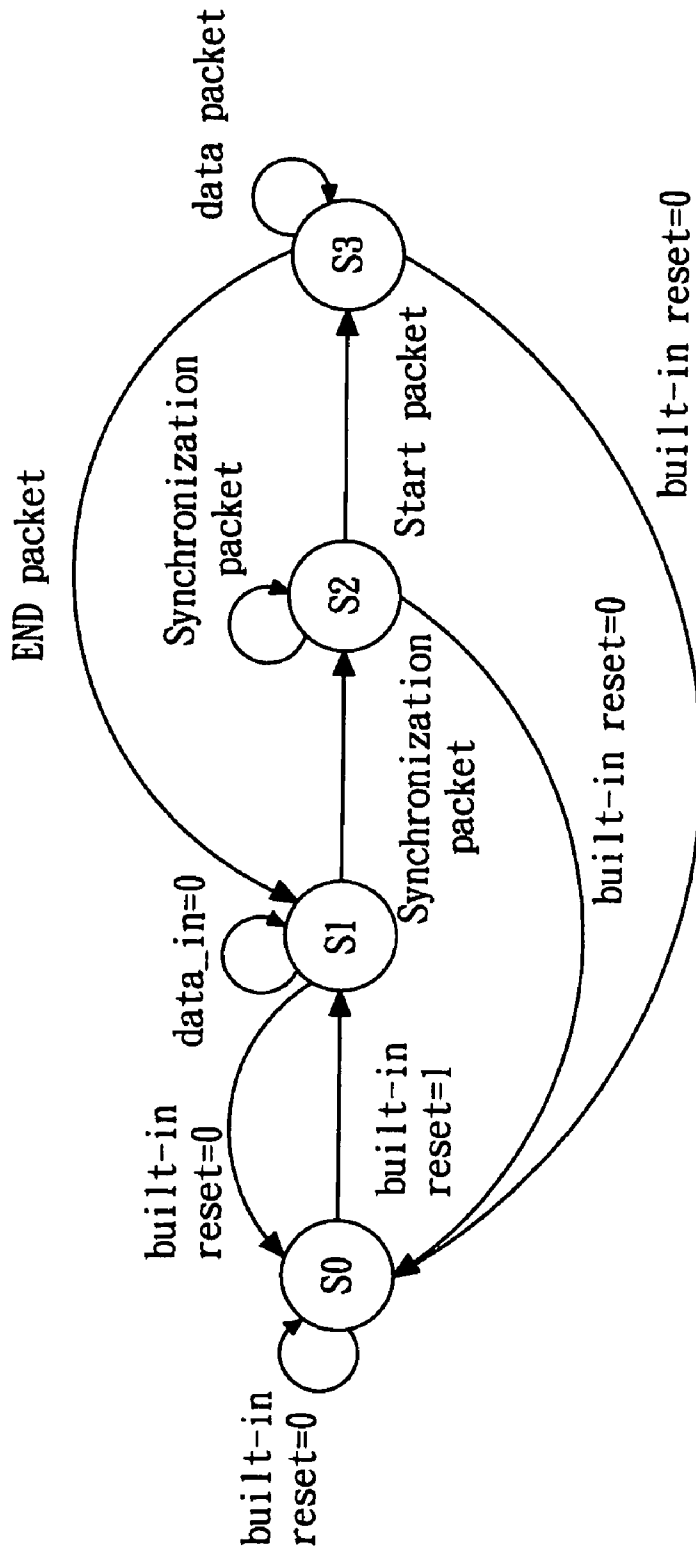 END packet
Synchronization
packet
data packet
data_in=0
built-in
reset=0
built-in
reset=0
S0
S1
S2
S3
built-in
reset=1
Synchronization
packet
Start packet
built-in reset=0
built-in reset=0